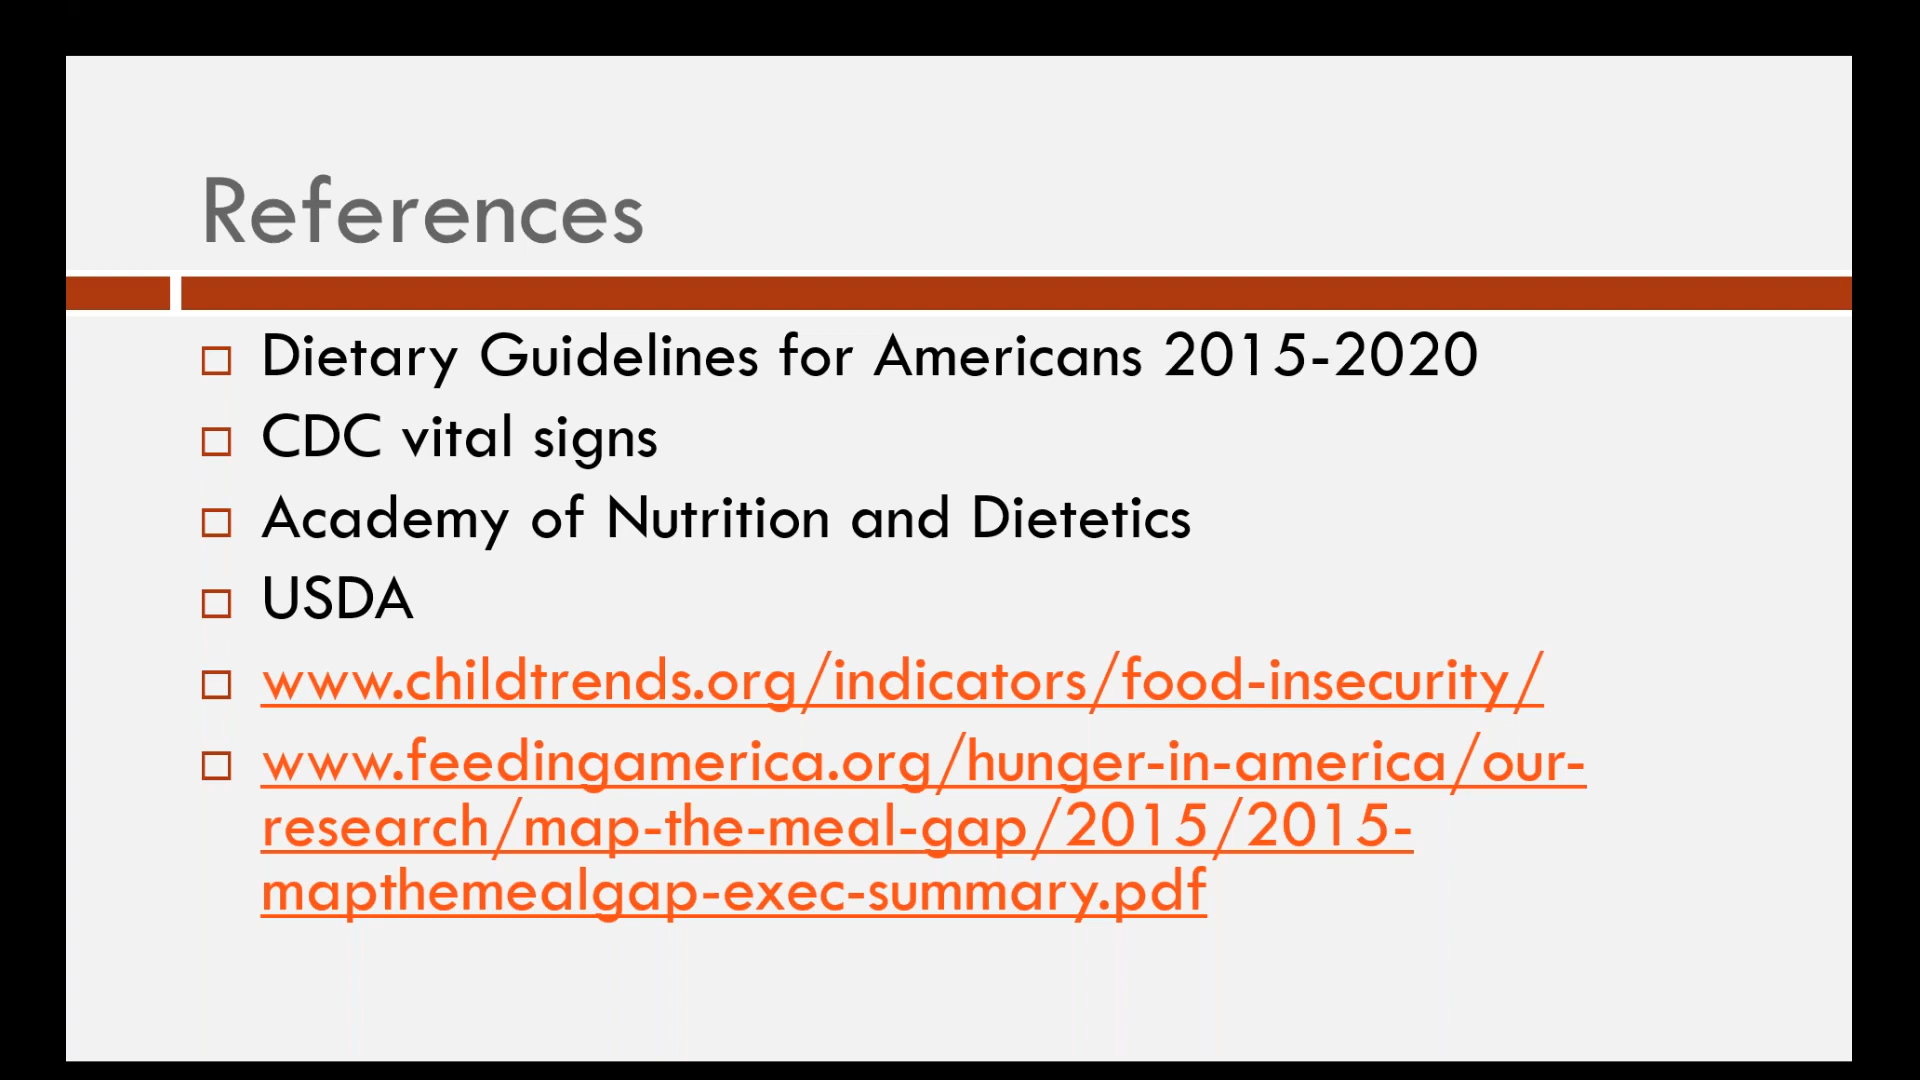 References
Dietary Guidelines for Americans 2015-2020
CDC vital signs
Academy of Nutrition and Dietetics
USDA
www.childtrends.org/indicators/food-insecurity/
www.feedingamerica.org/hunger-in-america/our-
research/map-the-meal-gap/2015/2015-
mapthemealgap-exec-summary.pdf